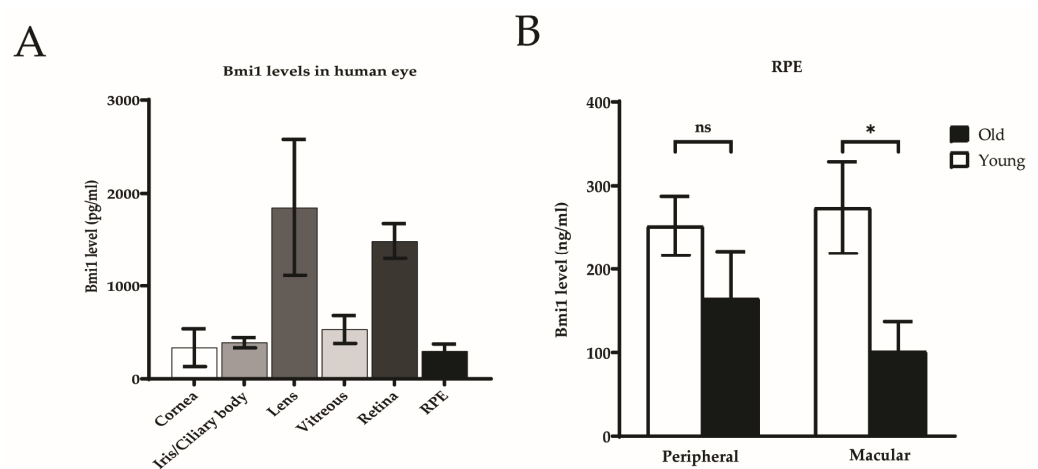 A
Bmi1 levels in human eye
Bmi1 level (pg/ml)
3000
2000
1000
0
Cornea
Iris/Ciliary body
Lens
Vitreous
Retina
RPE
B
RPE
Bmi1 level (ng/ml)
400
300
200
100
0
ns
*
Old
Young
Peripheral
Macular